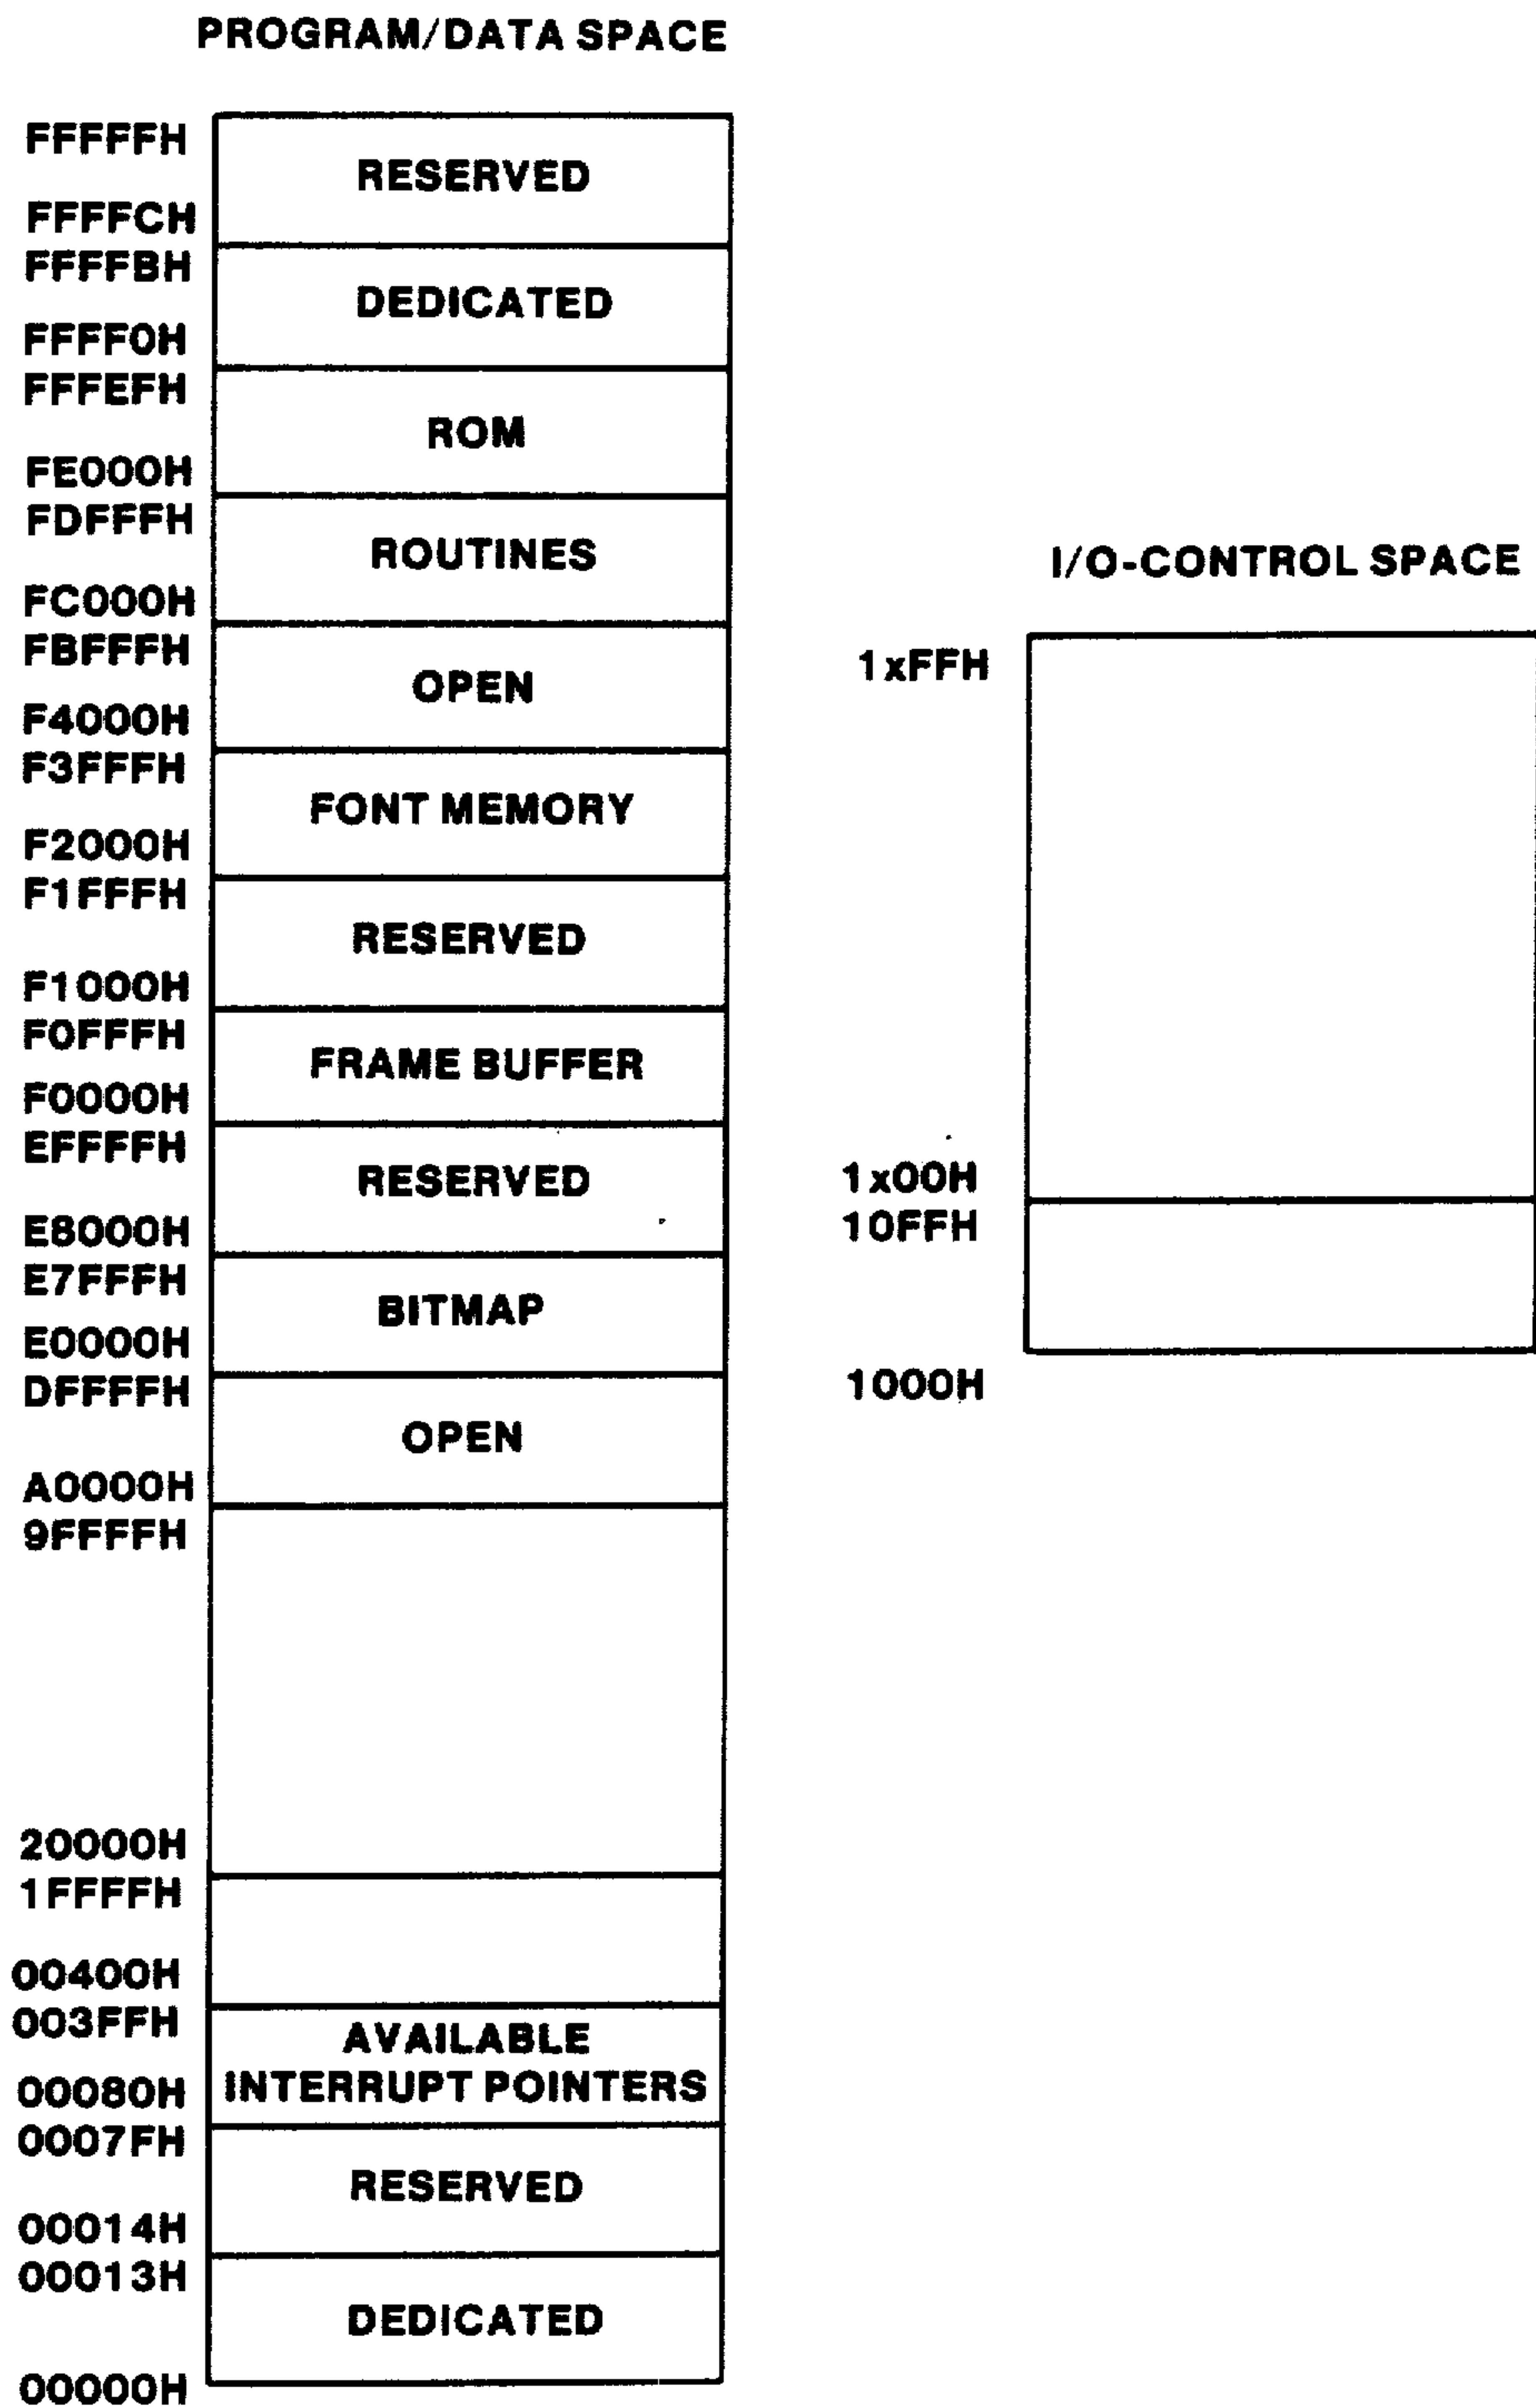 PROGRAM/DATA SPACE
FFFFFH
RESERVED
FFFFCH
FFFFBH
DEDICATED
FFFF0H
FFFEFH
ROM
FE000H
FDFFFH
ROUTINES
FC000H
FBFFFH
OPEN
F4000H
F3FFFH
FONT MEMORY
F2000H
F1FFFH
RESERVED
F1000H
F0FFFH
FRAME BUFFER
F0000H
EFFFFH
RESERVED
E8000H
E7FFFH
BITMAP
E0000H
DFFFFH
OPEN
A0000H
9FFFFH
20000H
1FFFFH
00400H
003FFH
AVAILABLE
INTERRUPT POINTERS
00080H
0007FH
RESERVED
00014H
00013H
DEDICATED
00000H
I/O-CONTROL SPACE
1xFFH
1x00H
10FFH
1000H